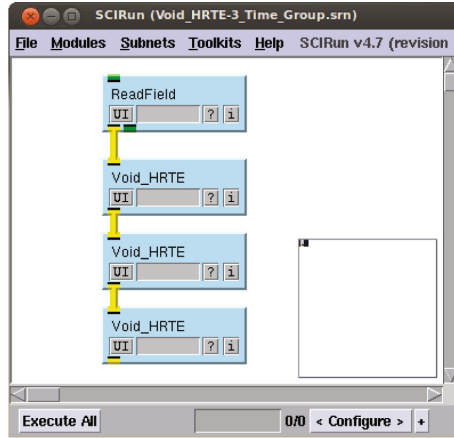 SCIRun (Void_HRTE-3_Time_Group.srn)
File Modules Subnets Toolkits Help SCIRun v4.7 (revision
ReadField
UI ? i
Void_HRTE
UI ? i
Void_HRTE
UI ? i
Void_HRTE
UI ? i
Execute All 0/0 < Configure > +